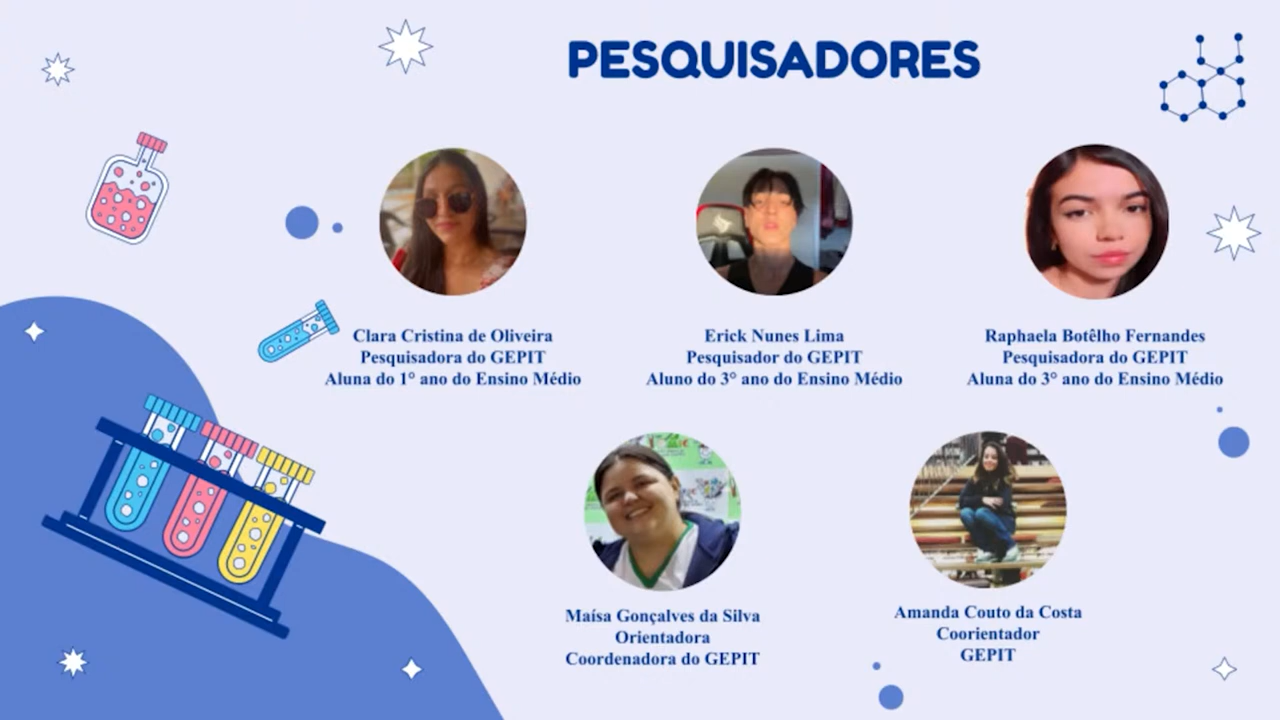 PESQUISADORES
Clara Cristina de Oliveira
Pesquisadora do GEPIT
Aluna do 1° ano do Ensino Médio
Erick Nunes Lima
Pesquisador do GEPIT
Aluno do 3° ano do Ensino Médio
Raphaela Botêlho Fernandes
Pesquisadora do GEPIT
Aluna do 3° ano do Ensino Médio
Maísa Gonçalves da Silva
Orientadora
Coordenadora do GEPIT
Amanda Couto da Costa
Coorientador
GEPIT